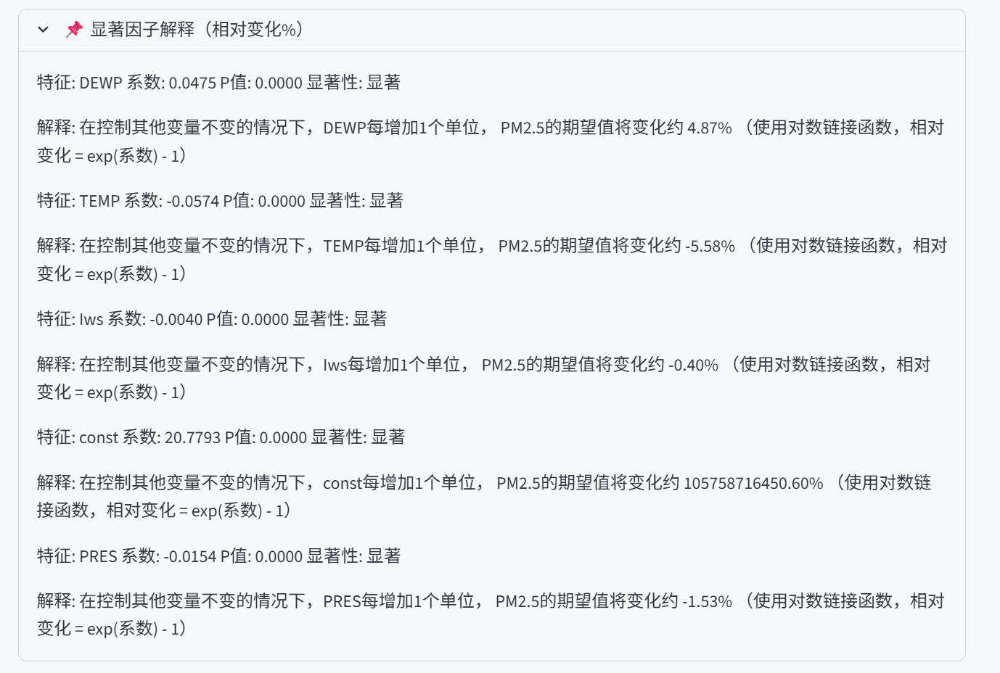 📌 显著因子解释（相对变化%）
特征: DEWP 系数: 0.0475 P值: 0.0000 显著性: 显著
解释: 在控制其他变量不变的情况下，DEWP每增加1个单位， PM2.5的期望值将变化约 4.87% （使用对数链接函数，相对
变化 = exp(系数) - 1）
特征: TEMP 系数: -0.0574 P值: 0.0000 显著性: 显著
解释: 在控制其他变量不变的情况下，TEMP每增加1个单位， PM2.5的期望值将变化约 -5.58% （使用对数链接函数，相对
变化 = exp(系数) - 1）
特征: Iws 系数: -0.0040 P值: 0.0000 显著性: 显著
解释: 在控制其他变量不变的情况下，Iws每增加1个单位， PM2.5的期望值将变化约 -0.40% （使用对数链接函数，相对
变化 = exp(系数) - 1）
特征: const 系数: 20.7793 P值: 0.0000 显著性: 显著
解释: 在控制其他变量不变的情况下，const每增加1个单位， PM2.5的期望值将变化约 105758716450.60% （使用对数链
接函数，相对变化 = exp(系数) - 1）
特征: PRES 系数: -0.0154 P值: 0.0000 显著性: 显著
解释: 在控制其他变量不变的情况下，PRES每增加1个单位， PM2.5的期望值将变化约 -1.53% （使用对数链接函数，相对
变化 = exp(系数) - 1）